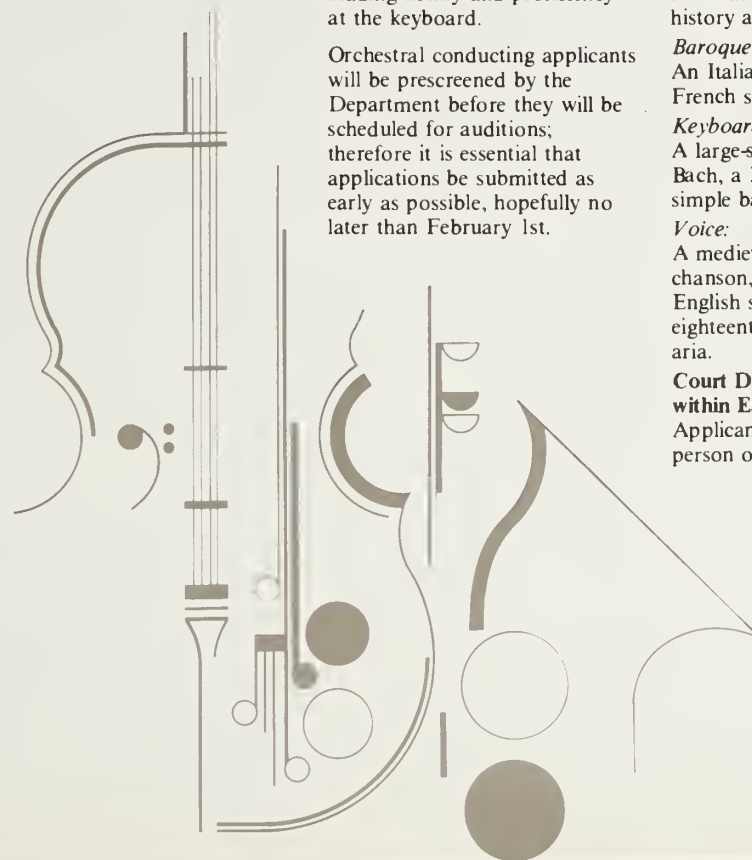 at the keyboard.
Orchestral conducting applicants
will be prescreened by the
Department before they will be
scheduled for auditions;
therefore it is essential that
applications be submitted as
early as possible, hopefully no
later than February 1st.
history a
Baroque
An Italia
French s
Keyboar
A large-s
Bach, a
simple ba
Voice:
A mediev
chanson,
English s
eighteent
aria.
Court D
within E
Applican
person o